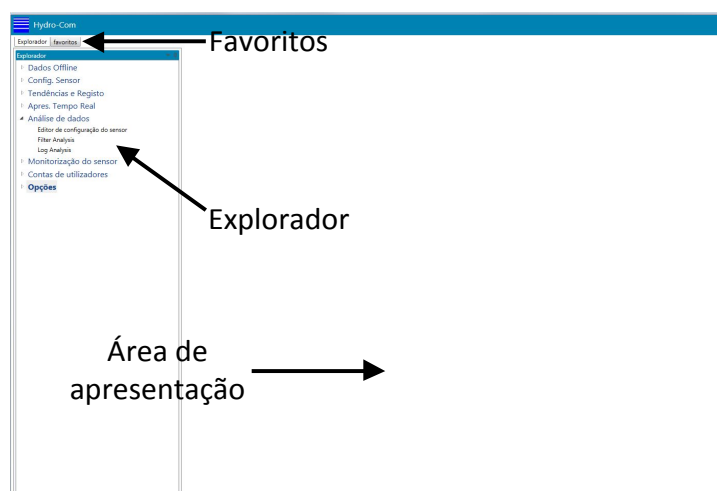 Hydro-Com
Explorador favoritos
Favoritos
Explorador
Dados Offline
Config. Sensor
Tendências e Registo
Apres. Tempo Real
Análise de dados
Editor de configuração do sensor
Filter Analysis
Log Analysis
Monitorização do sensor
Contas de utilizadores
Opções
Explorador
Área de
apresentação